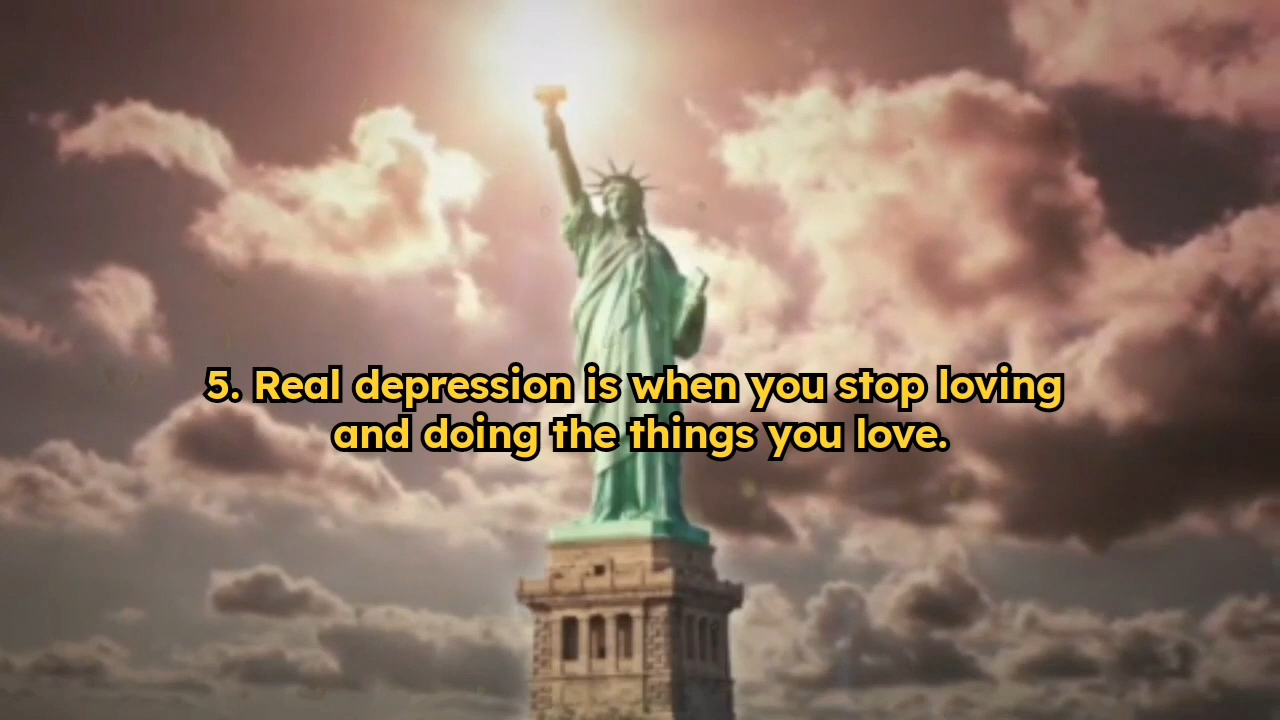 5. Real depression is when you stop loving
and doing the things you love.